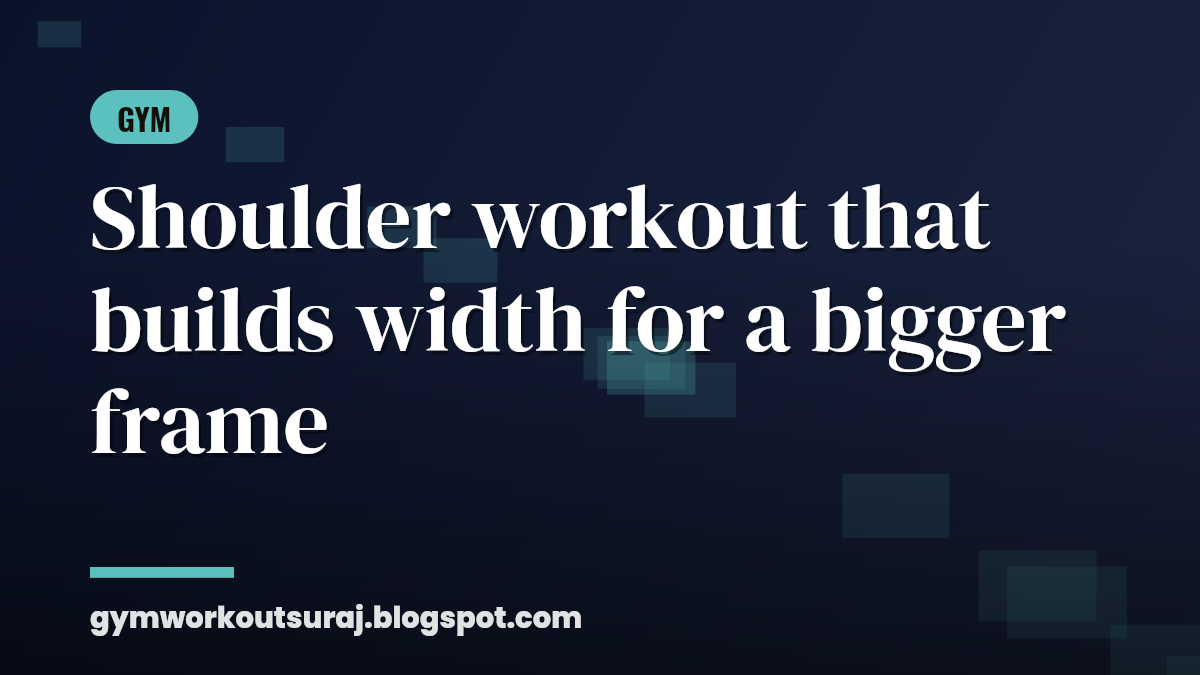 GYM
Shoulder workout that
builds width for a bigger
frame
gymworkoutsuraj.blogspot.com